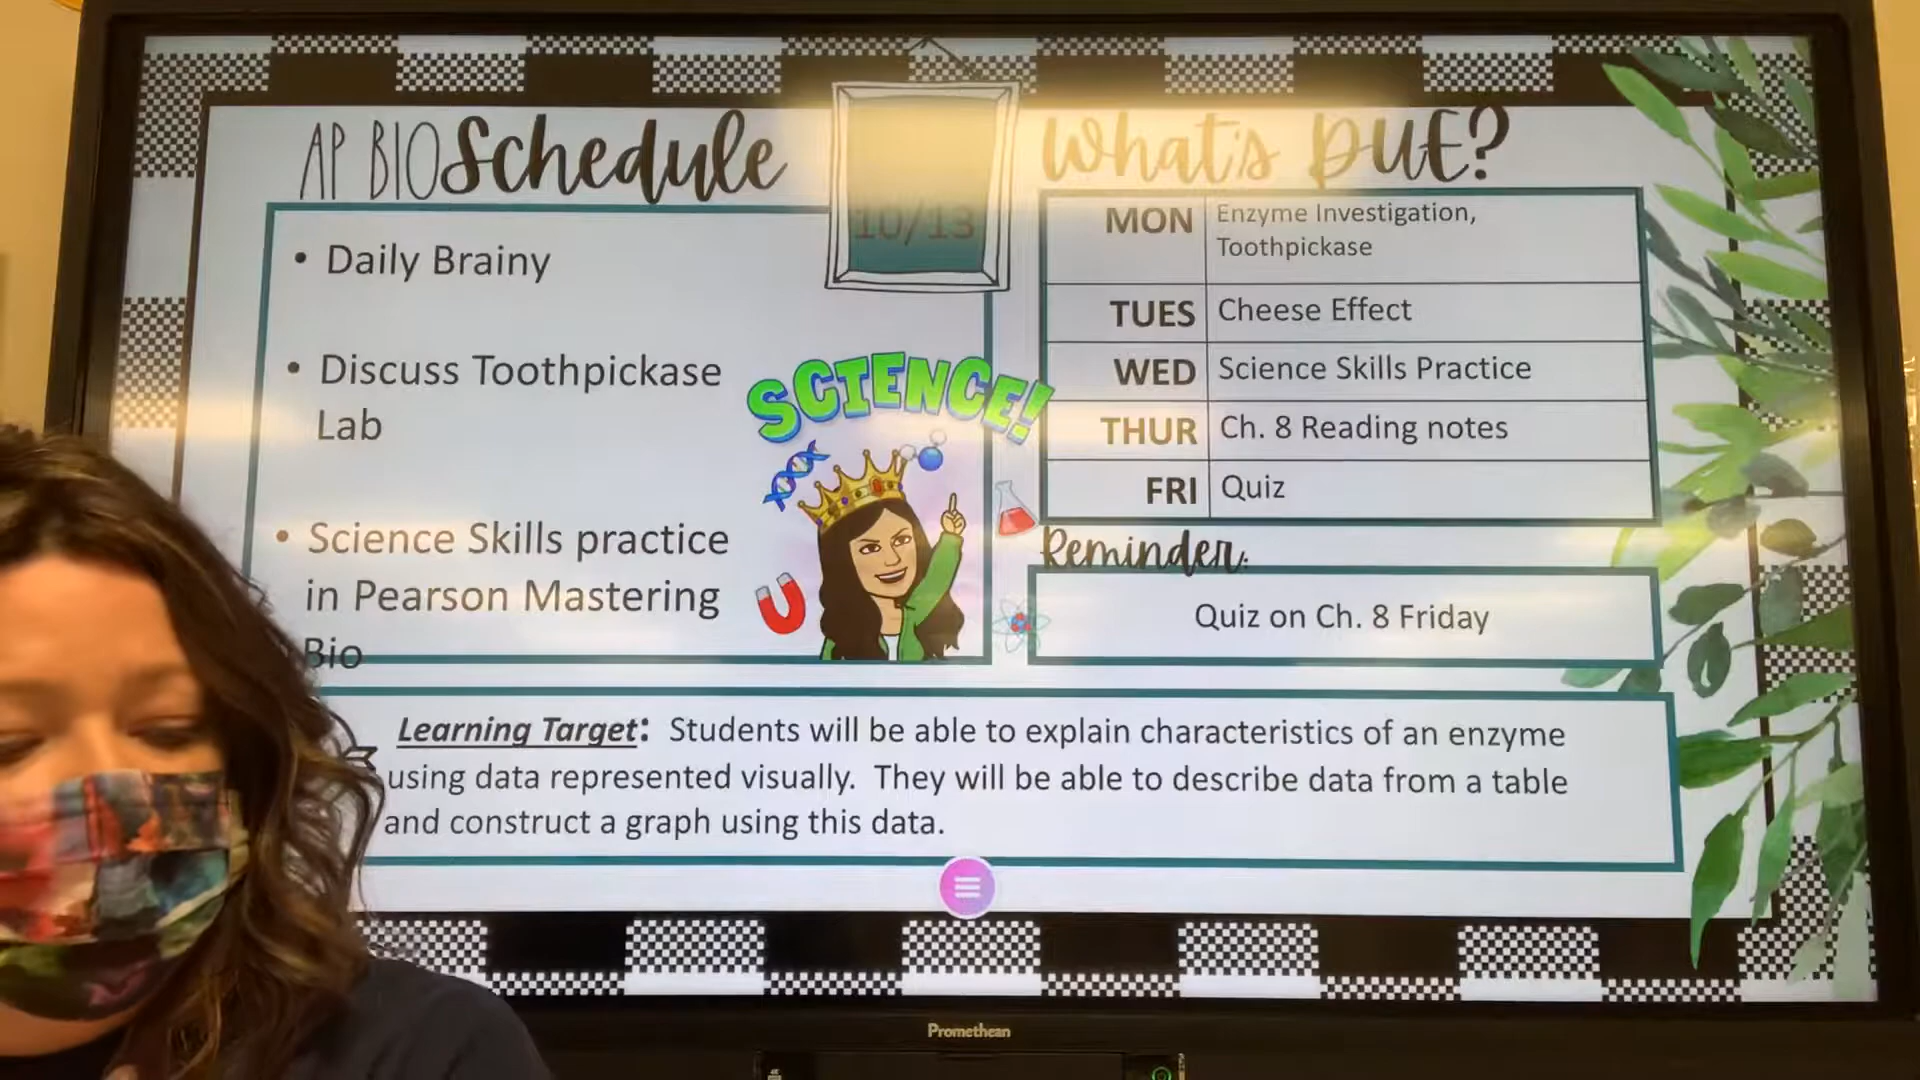 AP BIO Schedule
10/13
• Daily Brainy
• Discuss Toothpickase
Lab
• Science Skills practice
in Pearson Mastering
Bio
SCIENCE!
What's DUE?
MON Enzyme Investigation,
Toothpickase
TUES Cheese Effect
WED Science Skills Practice
THUR Ch. 8 Reading notes
FRI Quiz
Reminder:
Quiz on Ch. 8 Friday
Learning Target: Students will be able to explain characteristics of an enzyme
using data represented visually. They will be able to describe data from a table
and construct a graph using this data.
Promethean